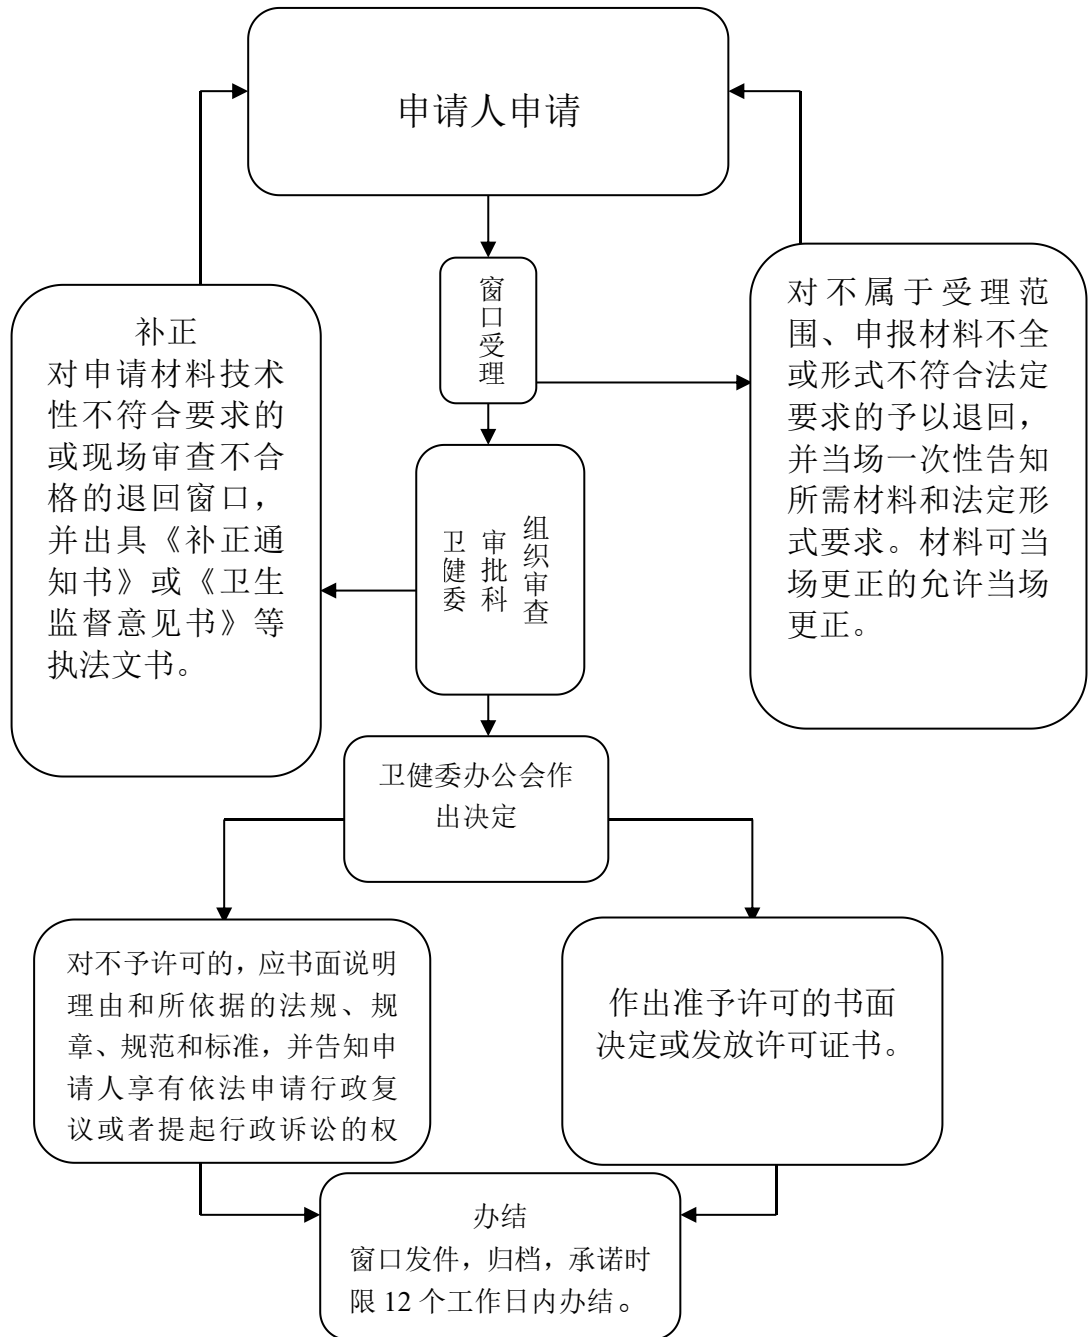 申请人申请
窗口受理
补正
对申请材料技术
性不符合要求的
或现场审查不合
格的退回窗口，
并出具《补正通
知书》或《卫生
监督意见书》等
执法文书。
对不属于受理范
围、申报材料不全
或形式不符合法定
要求的予以退回，
并当场一次性告知
所需材料和法定形
式要求。材料可当
场更正的允许当场
更正。
卫健委
审批科
组织审查
卫健委办公会作
出决定
对不予许可的，应书面说明
理由和所依据的法规、规
章、规范和标准，并告知申
请人享有依法申请行政复
议或者提起行政诉讼的权
作出准予许可的书面
决定或发放许可证书。
办结
窗口发件，归档，承诺时
限 12 个工作日内办结。